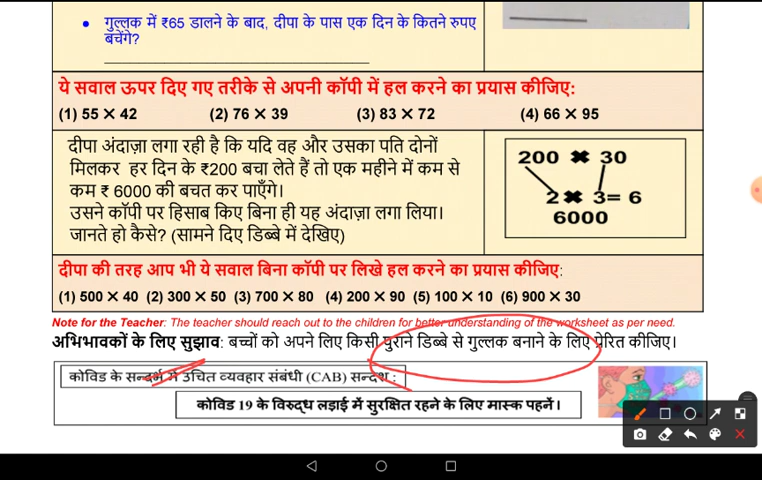 • गुल्लक में ₹65 डालने के बाद, दीपा के पास एक दिन के कितने रुपए
बचेंगे?
ये सवाल ऊपर दिए गए तरीके से अपनी कॉपी में हल करने का प्रयास कीजिए:
(1) 55 × 42 (2) 76 × 39 (3) 83 × 72 (4) 66 × 95
दीपा अंदाज़ा लगा रही है कि यदि वह और उसका पति दोनों
मिलकर हर दिन के ₹200 बचा लेते हैं तो एक महीने में कम से
कम ₹ 6000 की बचत कर पाएँगे।
उसने कॉपी पर हिसाब किए बिना ही यह अंदाज़ा लगा लिया।
जानते हो कैसे? (सामने दिए डिब्बे में देखिए)
200 × 30
2 × 3= 6
6000
दीपा की तरह आप भी ये सवाल बिना कॉपी पर लिखे हल करने का प्रयास कीजिए:
(1) 500 × 40 (2) 300 × 50 (3) 700 × 80 (4) 200 × 90 (5) 100 × 10 (6) 900 × 30
Note for the Teacher: The teacher should reach out to the children for better understanding of the worksheet as per need.
अभिभावकों के लिए सुझाव: बच्चों को अपने लिए किसी पुराने डिब्बे से गुल्लक बनाने के लिए प्रेरित कीजिए।
कोविड के सन्दर्भ में उचित व्यवहार संबंधी (CAB) सन्देश :
कोविड 19 के विरुद्ध लड़ाई में सुरक्षित रहने के लिए मास्क पहनें।